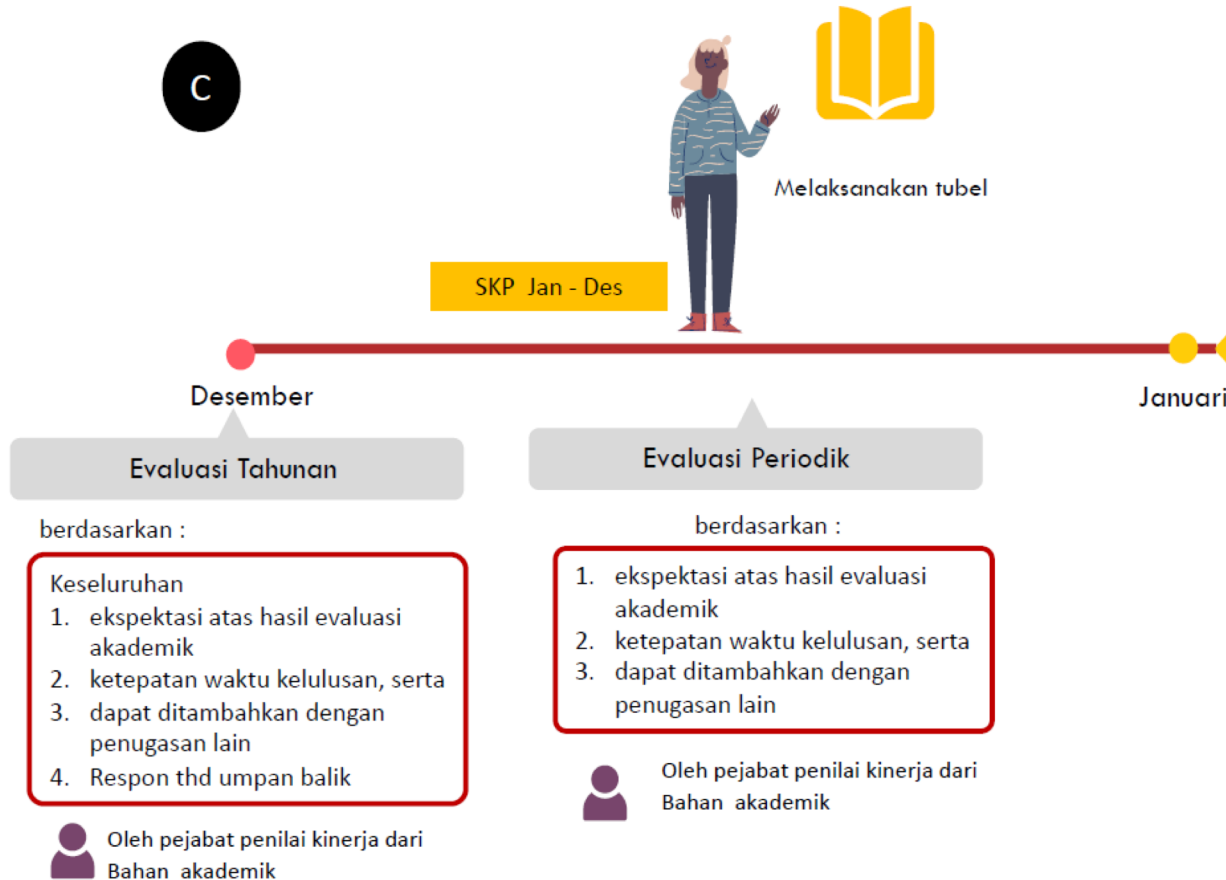 C
Melaksanakan tubel
SKP Jan - Des
Desember
Januari
Evaluasi Tahunan
berdasarkan :
Keseluruhan
1. ekspektasi atas hasil evaluasi
akademik
2. ketepatan waktu kelulusan, serta
3. dapat ditambahkan dengan
penugasan lain
4. Respon thd umpan balik
Oleh pejabat penilai kinerja dari
Bahan akademik
Evaluasi Periodik
berdasarkan :
1. ekspektasi atas hasil evaluasi
akademik
2. ketepatan waktu kelulusan, serta
3. dapat ditambahkan dengan
penugasan lain
Oleh pejabat penilai kinerja dari
Bahan akademik